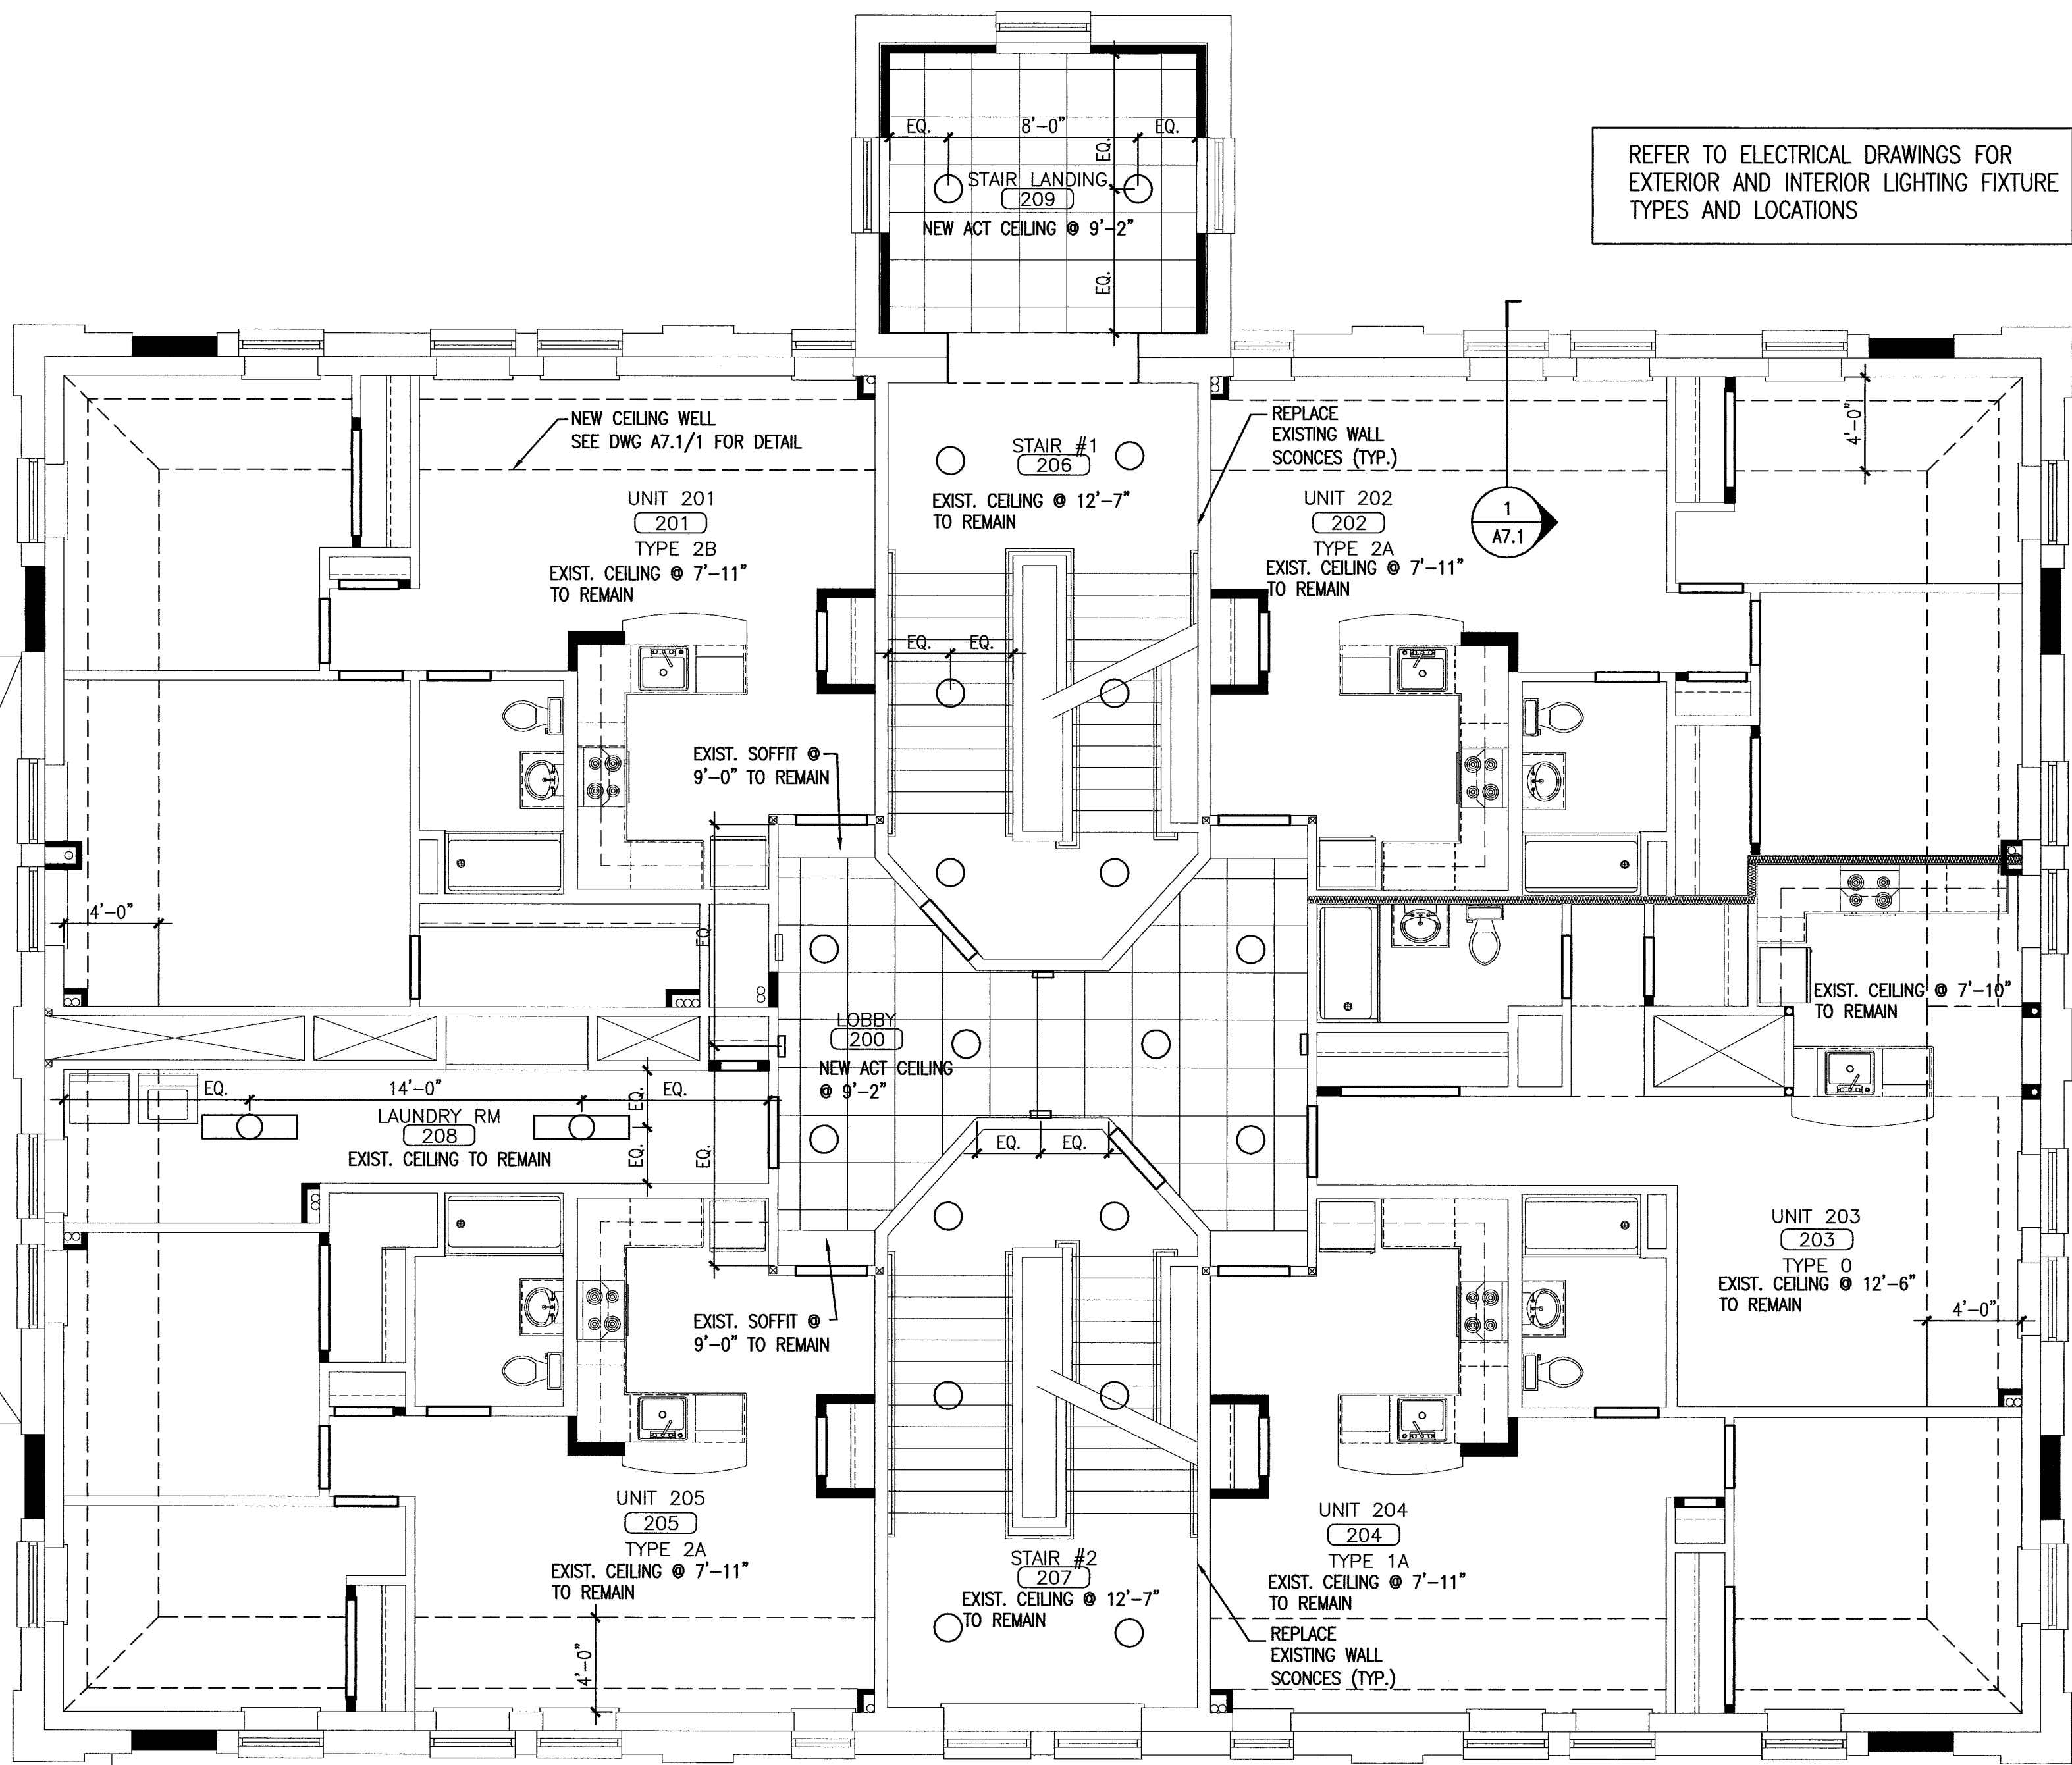 EQ.
8'-0"
EQ.
EQ.
STAIR LANDING
209
NEW ACT CEILING @ 9'-2"
EQ.
REFER TO ELECTRICAL DRAWINGS FOR
EXTERIOR AND INTERIOR LIGHTING FIXTURE
TYPES AND LOCATIONS
NEW CEILING WELL
SEE DWG A7.1/1 FOR DETAIL
STAIR #1
206
EXIST. CEILING @ 12'-7"
TO REMAIN
REPLACE
EXISTING WALL
SCONCES (TYP.)
4'-0"
UNIT 201
201
TYPE 2B
EXIST. CEILING @ 7'-11"
TO REMAIN
UNIT 202
202
TYPE 2A
EXIST. CEILING @ 7'-11"
TO REMAIN
1
A7.1
EQ.
EQ.
EXIST. SOFFIT @
9'-0" TO REMAIN
4'-0"
EQ.
EXIST. CEILING @ 7'-10"
TO REMAIN
LOBBY
200
NEW ACT CEILING
@ 9'-2"
EQ.
14'-0"
EQ.
EQ.
LAUNDRY RM
208
EXIST. CEILING TO REMAIN
EQ.
EQ.
EQ.
EQ.
UNIT 203
203
TYPE 0
EXIST. CEILING @ 12'-6"
TO REMAIN
4'-0"
EXIST. SOFFIT @
9'-0" TO REMAIN
UNIT 205
205
TYPE 2A
EXIST. CEILING @ 7'-11"
TO REMAIN
4'-0"
STAIR #2
207
EXIST. CEILING @ 12'-7"
TO REMAIN
UNIT 204
204
TYPE 1A
EXIST. CEILING @ 7'-11"
TO REMAIN
REPLACE
EXISTING WALL
SCONCES (TYP.)